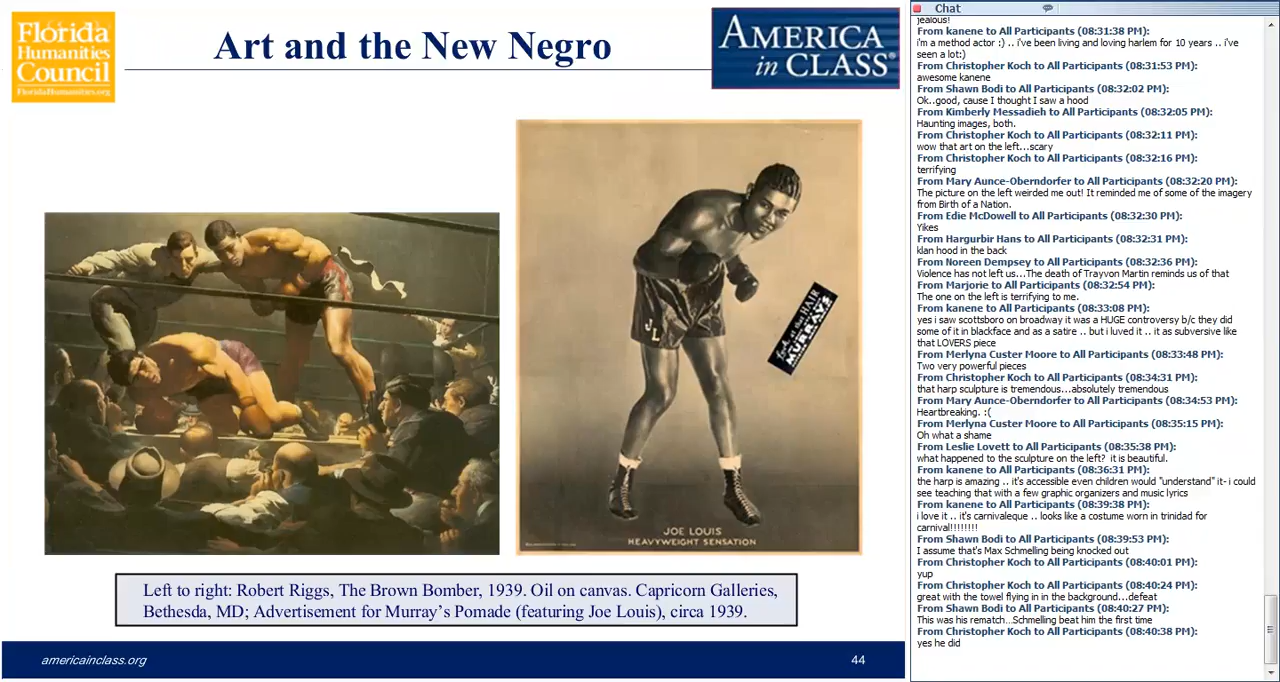 Florida
Humanities
Council
FloridaHumanities.org
Art and the New Negro
AMERICA
in CLASS®
look at that HAIR
MURRAY'S
JL
JOE LOUIS
HEAVYWEIGHT SENSATION
Left to right: Robert Riggs, The Brown Bomber, 1939. Oil on canvas. Capricorn Galleries,
Bethesda, MD; Advertisement for Murray's Pomade (featuring Joe Louis), circa 1939.
americainclass.org
44
Chat
jealous!
From kanene to All Participants (08:31:38 PM):
i'm a method actor :) .. i've been living and loving harlem for 10 years .. i've
seen a lot:)
From Christopher Koch to All Participants (08:31:53 PM):
awesome kanene
From Shawn Bodi to All Participants (08:32:02 PM):
Ok..good, cause I thought I saw a hood
From Kimberly Messadieh to All Participants (08:32:05 PM):
Haunting images, both.
From Christopher Koch to All Participants (08:32:11 PM):
wow that art on the left...scary
From Christopher Koch to All Participants (08:32:16 PM):
terrifying
From Mary Aunce-Oberndorfer to All Participants (08:32:20 PM):
The picture on the left weirded me out! It reminded me of some of the imagery
from Birth of a Nation.
From Edie McDowell to All Participants (08:32:30 PM):
Yikes
From Hargurbir Hans to All Participants (08:32:31 PM):
klan hood in the back
From Noreen Dempsey to All Participants (08:32:36 PM):
Violence has not left us...The death of Trayvon Martin reminds us of that
From Marjorie to All Participants (08:32:54 PM):
The one on the left is terrifying to me.
From kanene to All Participants (08:33:08 PM):
yes i saw scottsboro on broadway it was a HUGE controversy b/c they did
some of it in blackface and as a satire .. but i luved it .. it as subversive like
that LOVERS piece
From Merlyna Custer Moore to All Participants (08:33:48 PM):
Two very powerful pieces
From Christopher Koch to All Participants (08:34:31 PM):
that harp sculpture is tremendous...absolutely tremendous
From Mary Aunce-Oberndorfer to All Participants (08:34:53 PM):
Heartbreaking. :(
From Merlyna Custer Moore to All Participants (08:35:15 PM):
Oh what a shame
From Leslie Lovett to All Participants (08:35:38 PM):
what happened to the sculpture on the left?  it is beautiful.
From kanene to All Participants (08:36:31 PM):
the harp is amazing .. it's accessible even children would "understand" it- i could
see teaching that with a few graphic organizers and music lyrics
From kanene to All Participants (08:39:38 PM):
i love it .. it's carnivaleque .. looks like a costume worn in trinidad for
carnival!!!!!!!!
From Shawn Bodi to All Participants (08:39:53 PM):
I assume that's Max Schmelling being knocked out
From Christopher Koch to All Participants (08:40:01 PM):
yup
From Christopher Koch to All Participants (08:40:24 PM):
great with the towel flying in in the background...defeat
From Shawn Bodi to All Participants (08:40:27 PM):
This was his rematch...Schmelling beat him the first time
From Christopher Koch to All Participants (08:40:38 PM):
yes he did